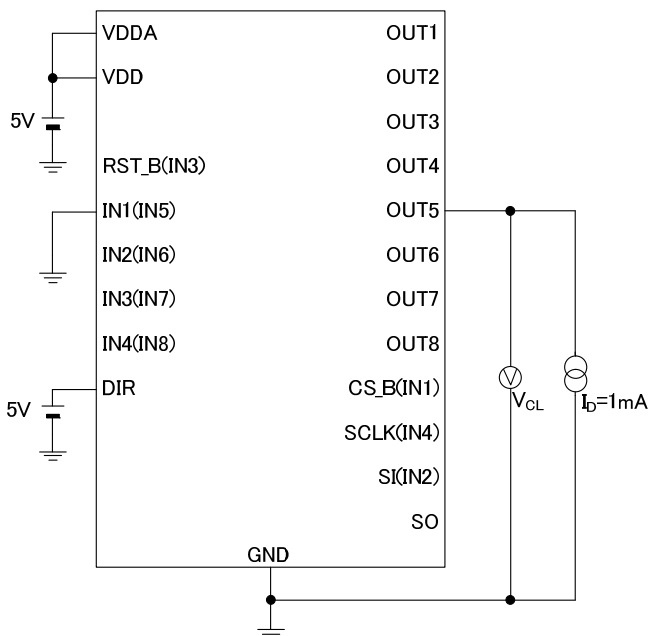 VDDA
VDD
5V
RST_B(IN3)
IN1(IN5)
IN2(IN6)
IN3(IN7)
IN4(IN8)
DIR
5V
OUT1
OUT2
OUT3
OUT4
OUT5
OUT6
OUT7
OUT8
CS_B(IN1)
SCLK(IN4)
SI(IN2)
SO
GND
V
VCL
ID=1mA